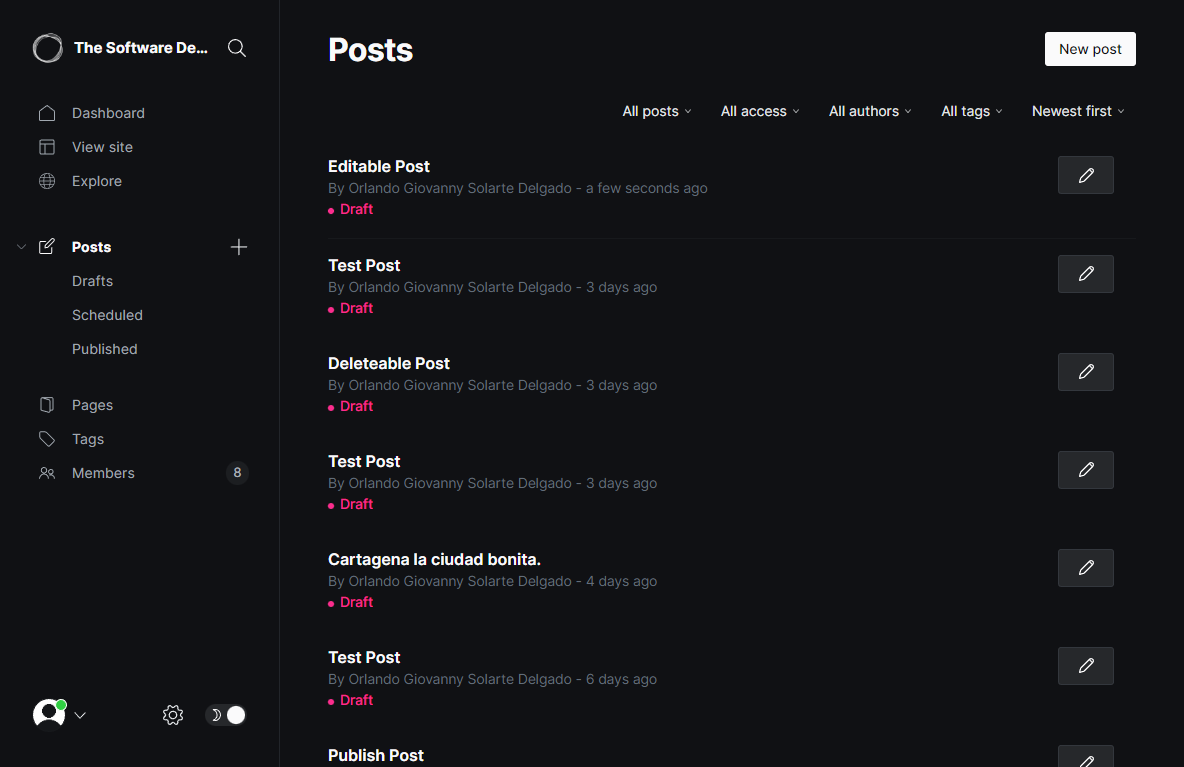 The Software De...
Dashboard
View site
Explore
Posts
Drafts
Scheduled
Published
Pages
Tags
Members
8
Posts
New post
All posts
All access
All authors
All tags
Newest first
Editable Post
By Orlando Giovanny Solarte Delgado - a few seconds ago
Draft
Test Post
By Orlando Giovanny Solarte Delgado - 3 days ago
Draft
Deleteable Post
By Orlando Giovanny Solarte Delgado - 3 days ago
Draft
Test Post
By Orlando Giovanny Solarte Delgado - 3 days ago
Draft
Cartagena la ciudad bonita.
By Orlando Giovanny Solarte Delgado - 4 days ago
Draft
Test Post
By Orlando Giovanny Solarte Delgado - 6 days ago
Draft
Publish Post